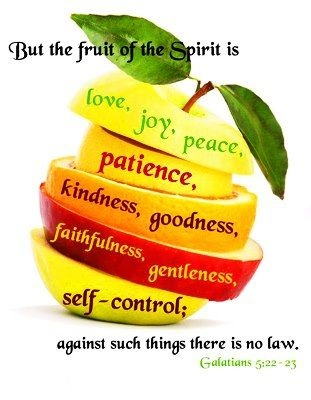 But the fruit of the Spirit is
love, joy, peace,
patience,
kindness, goodness,
faithfulness,
gentleness,
self-control;
against such things there is no law.
Galatians 5:22-23